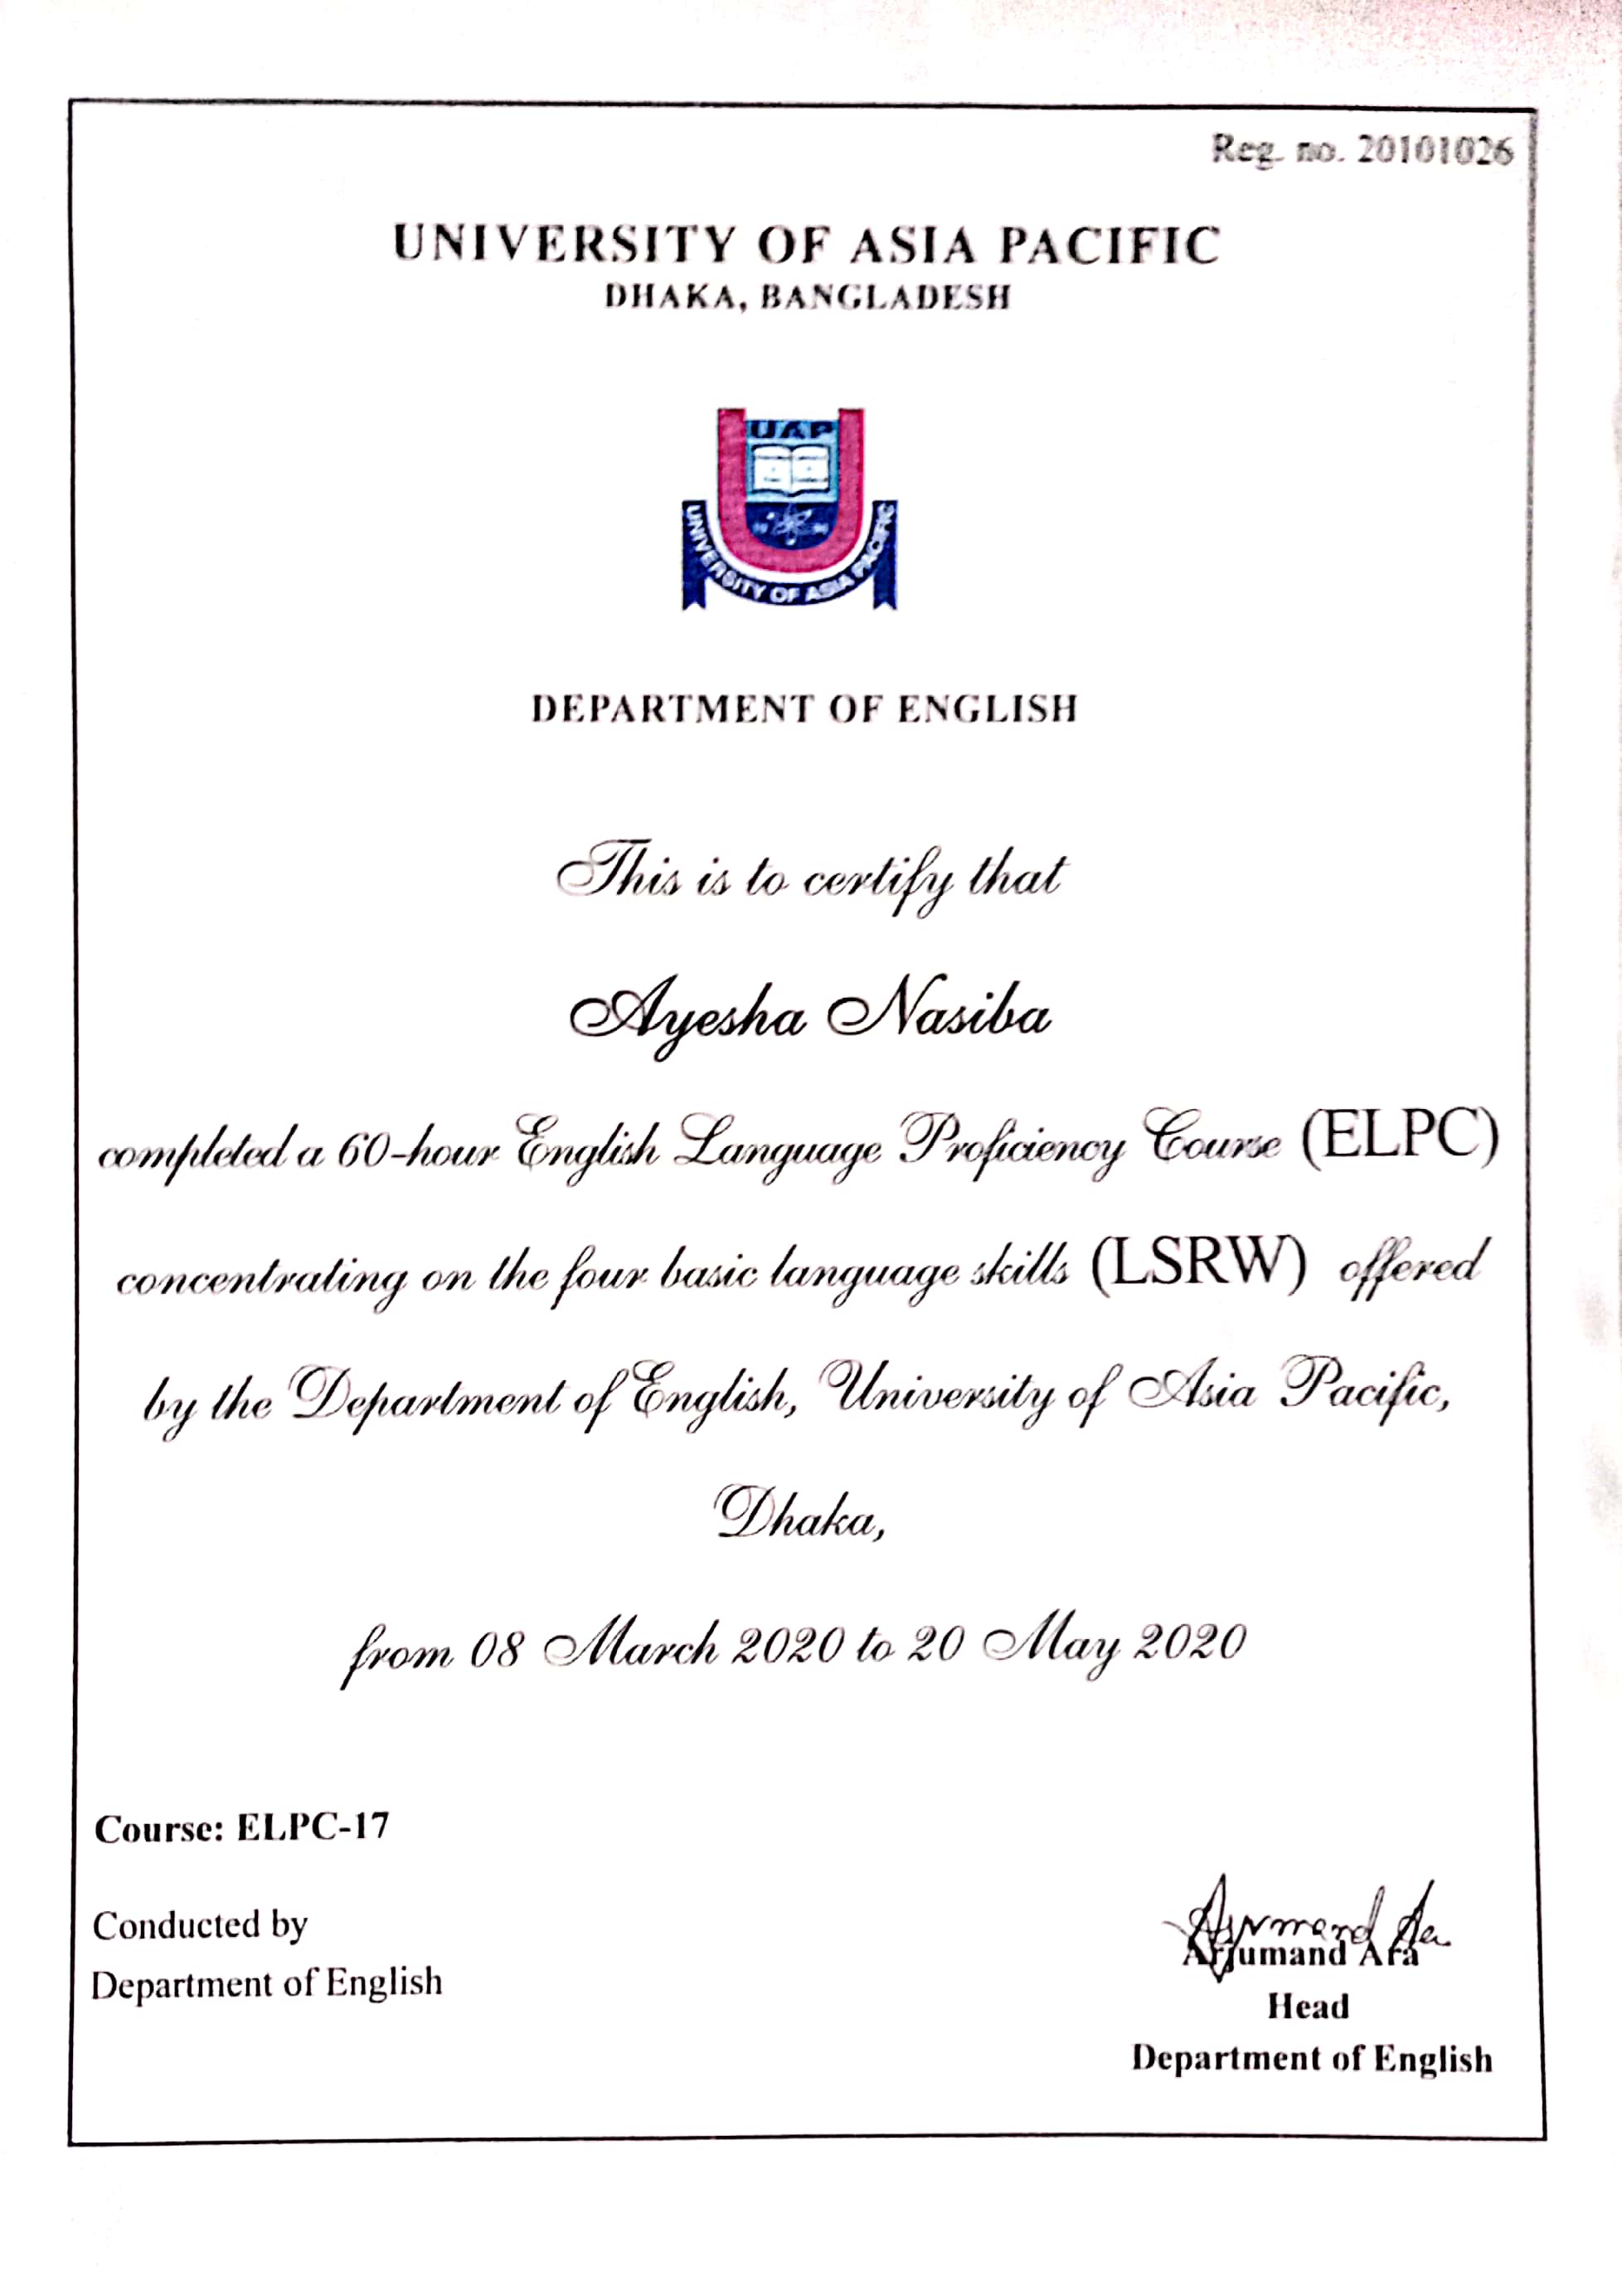 Reg. no. 20101026
UNIVERSITY OF ASIA PACIFIC
DHAKA, BANGLADESH
UAP
UNIVERSITY OF ASIA PACIFIC
DEPARTMENT OF ENGLISH
This is to certify that
Ayesha Nasiba
completed a 60-hour English Language Proficiency Course (ELPC)
concentrating on the four basic language skills (LSRW) offered
by the Department of English, University of Asia Pacific,
Dhaka,
from 08 March 2020 to 20 May 2020
Course: ELPC-17
Conducted by
Department of English
Arjumand Ara
Arjumand Ara
Head
Department of English